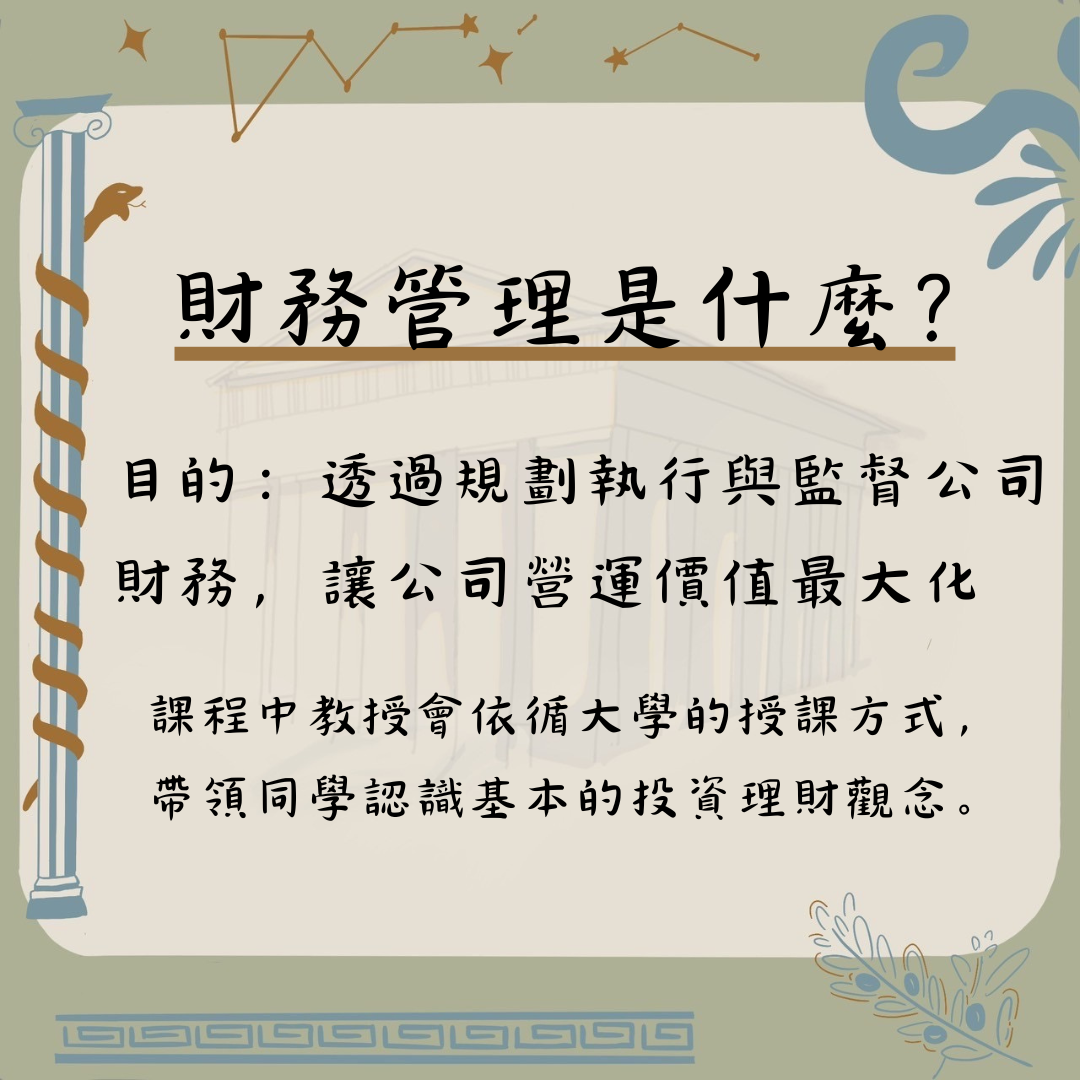 財務管理是什麼?
目的：透過規劃執行與監督公司
財務，讓公司營運價值最大化
課程中教授會依循大學的授課方式，
帶領同學認識基本的投資理財觀念。